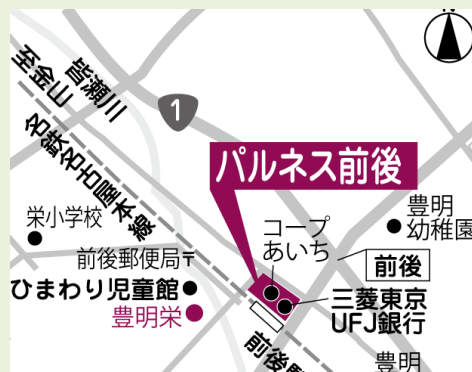 N
至金山
皆瀬川
1
名鉄名古屋本線
パルネス前後
栄小学校
前後郵便局〒
ひまわり児童館
豊明栄
コープ
あいち
豊明
幼稚園
前後
三菱東京
UFJ銀行
前後駅
豊明